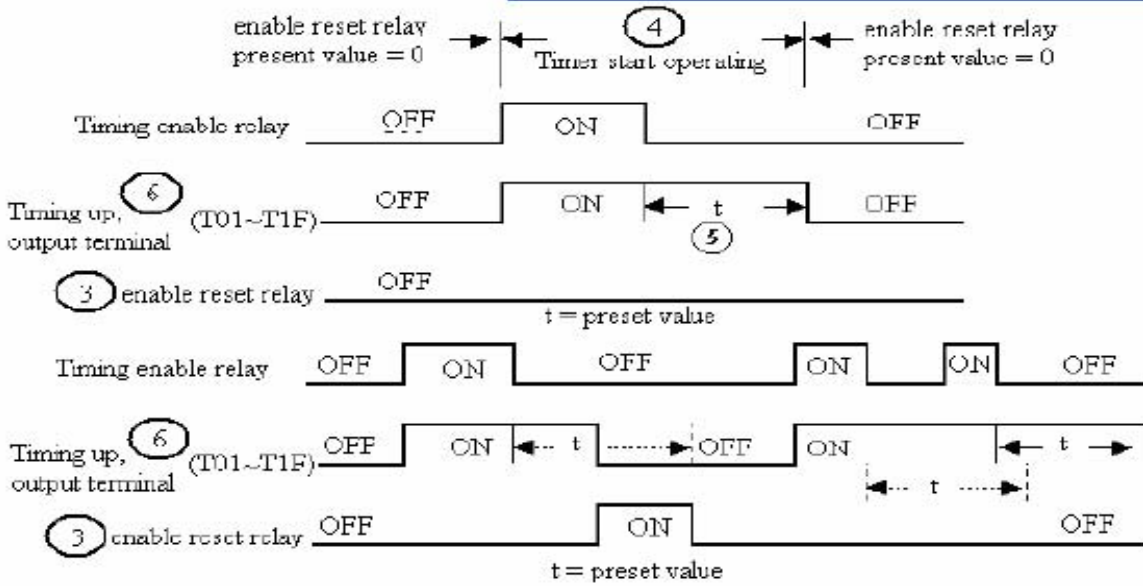 enable reset relay
present value = 0
4
Timer start operating
enable reset relay
present value = 0
Timing enable relay
OFF
ON
OFF
Timing up,
output terminal
6
(T01~T1F)
OFF
ON
t
5
OFF
3
enable reset relay
OFF
t = preset value
Timing enable relay
OFF
ON
OFF
ON
ON
OFF
Timing up,
output terminal
6
(T01~T1F)
OFF
ON
t
OFF
ON
t
t
3
enable reset relay
OFF
ON
OFF
t = preset value